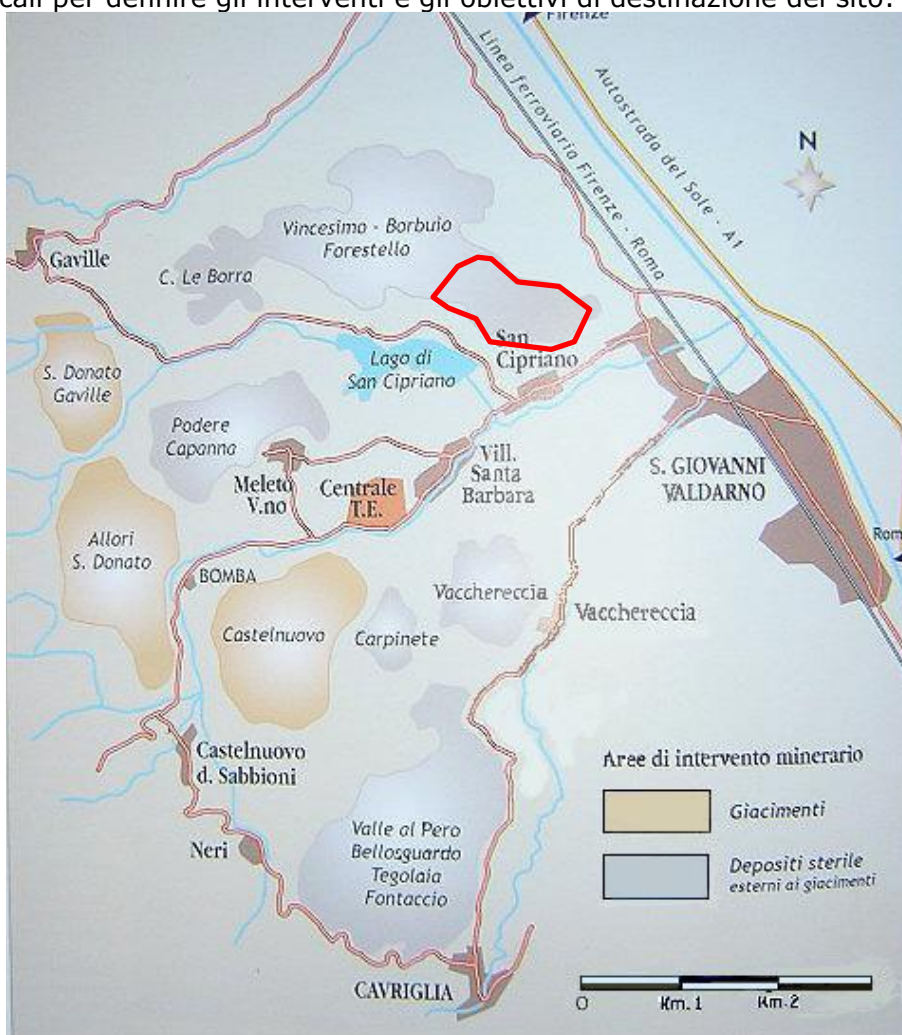 cali per definire gli interventi e gli obiettivi di destinazione del sito.
Firenze
Linea ferroviaria Firenze - Roma
Autostrada del Sole - A1
N
Vincesimo - Borbuio
Forestello
Gaville
C. Le Borra
San
Cipriano
Lago di
San Cipriano
S. Donato
Gaville
Podere
Capanna
Vill.
Santa
Barbara
S. GIOVANNI
VALDARNO
Meleto
V.no
Centrale
T.E.
Roma
Allori
S. Donato
BOMBA
Vacchereccia
Vacchereccia
Castelnuovo
Carpinete
Castelnuovo
d. Sabbioni
Aree di intervento minerario
Giacimenti
Neri
Valle al Pero
Bellosguardo
Tegolaia
Fontaccio
Depositi sterile
esterni ai giacimenti
CAVRIGLIA
0 Km. 1 Km. 2